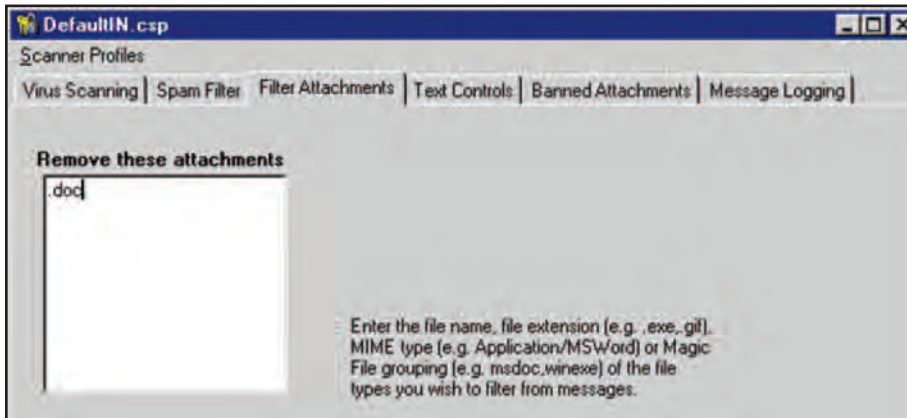 DefaultIN.csp
Scanner Profiles
Virus Scanning Spam Filter Filter Attachments Text Controls Banned Attachments Message Logging
Remove these attachments
.doc
Enter the file name, file extension (e.g. .exe,.gif),
MIME type (e.g. Application/MSWord) or Magic
File grouping (e.g. msdoc,winexe) of the file
types you wish to filter from messages.